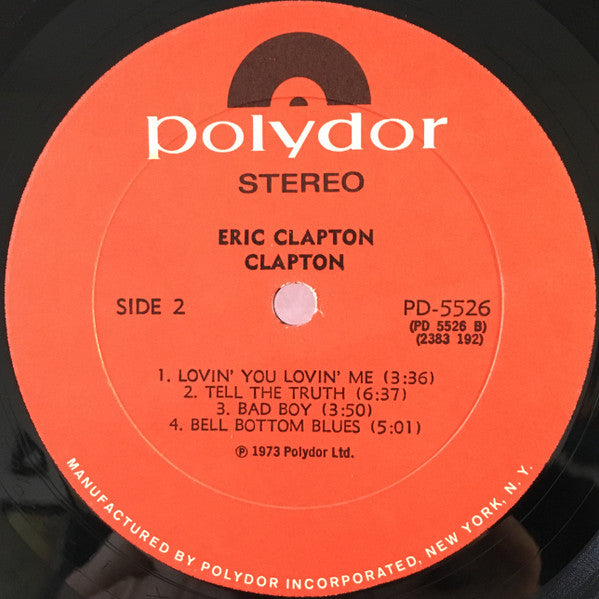 polydor
STEREO
ERIC CLAPTON
CLAPTON
SIDE 2
PD-5526
(PD 5526 B)
(2383 192)
1. LOVIN' YOU LOVIN' ME (3:36)
2. TELL THE TRUTH (6:37)
3. BAD BOY (3:50)
4. BELL BOTTOM BLUES (5:01)
℗ 1973 Polydor Ltd.
MANUFACTURED BY POLYDOR INCORPORATED, NEW YORK, N. Y.